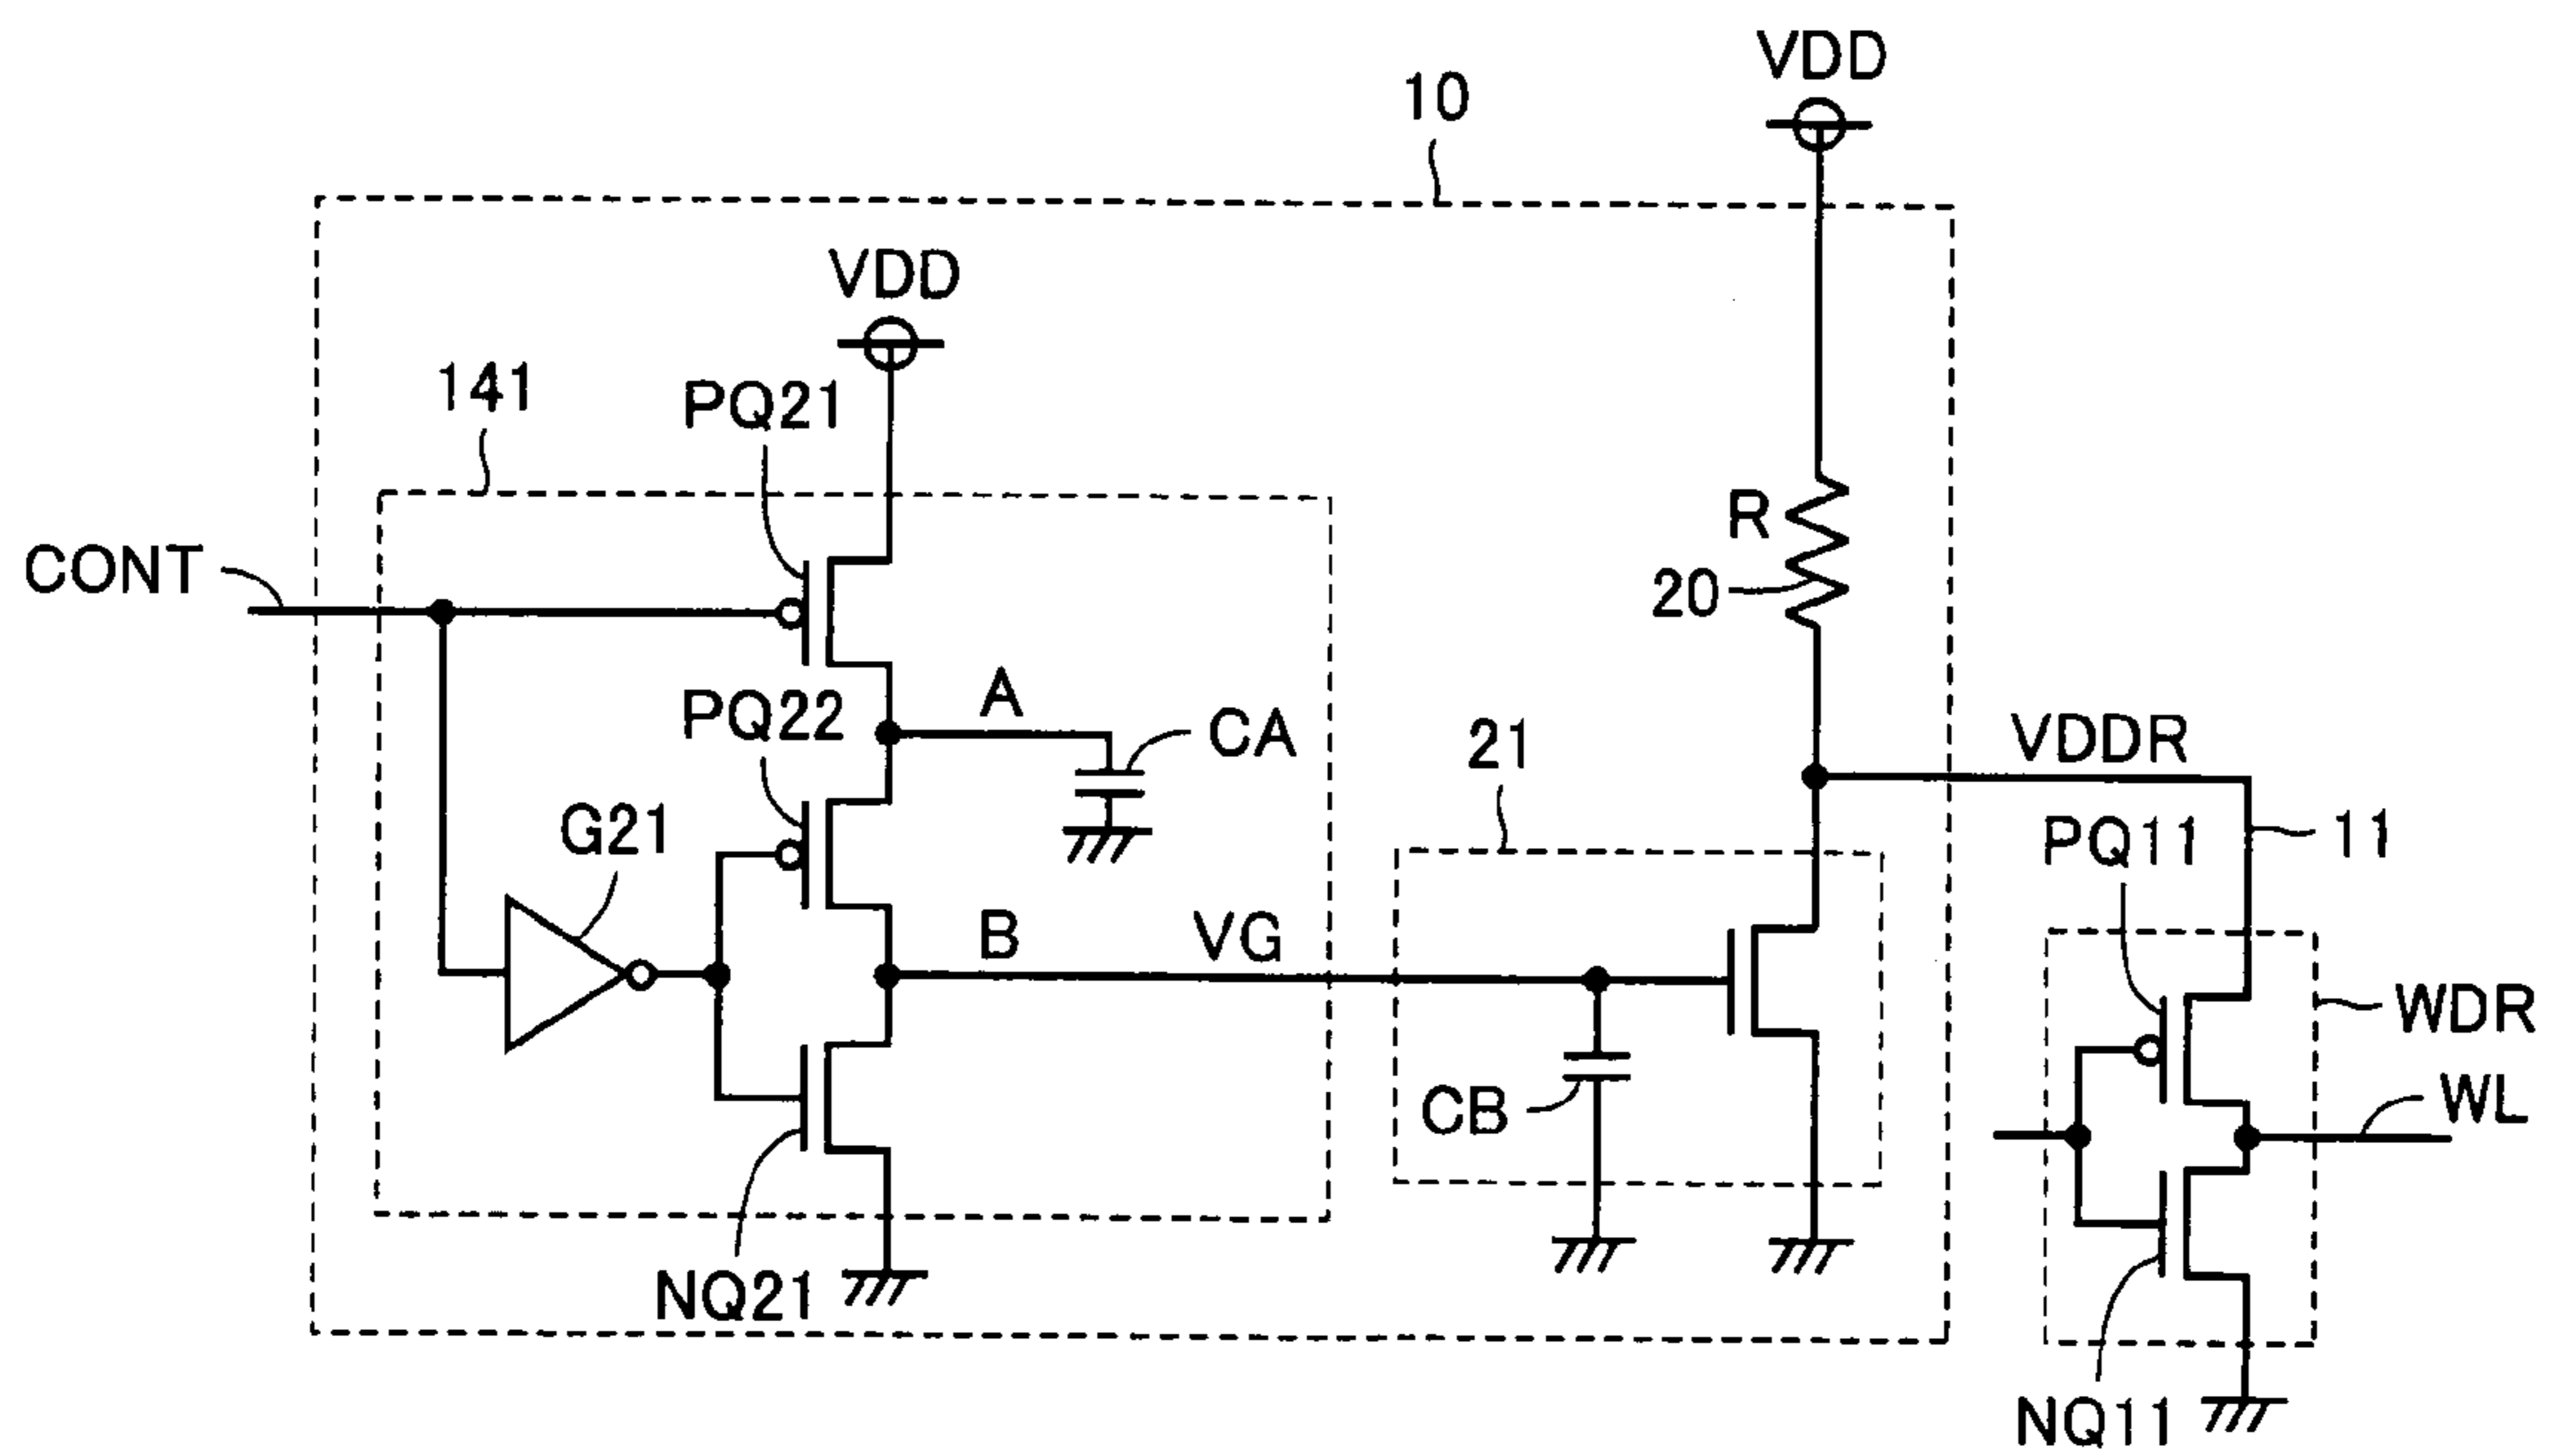 VDD
10
VDD
141
PQ21
CONT
R
20
PQ22
A
CA
21
VDDR
G21
PQ11
11
B
VG
WDR
CB
WL
NQ21
NQ11